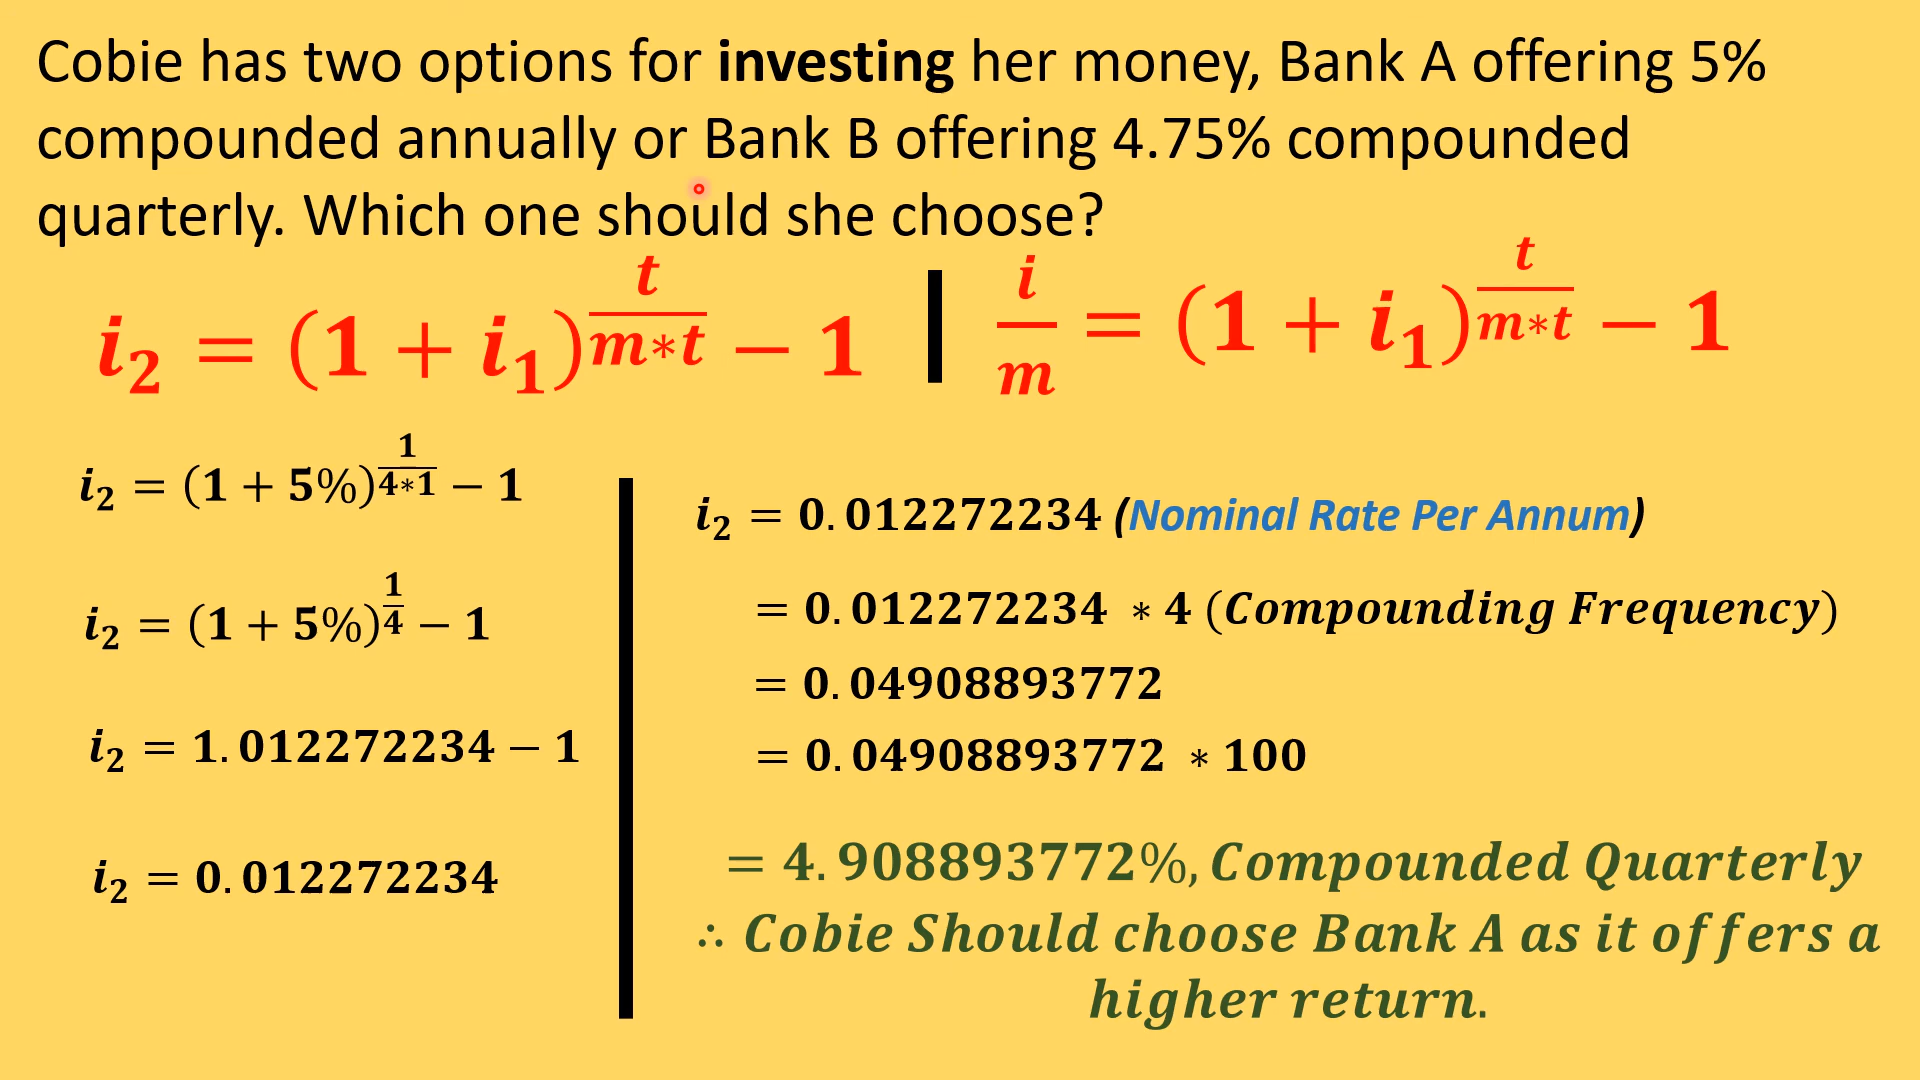 Cobie has two options for investing her money, Bank A offering 5%
compounded annually or Bank B offering 4.75% compounded
quarterly. Which one should she choose?
i₂ = (1 + i₁)^(t/(m∗t)) − 1
i/m = (1 + i₁)^(t/(m∗t)) − 1
i₂ = (1 + 5%)^(1/(4∗1)) − 1
i₂ = (1 + 5%)^(1/4) − 1
i₂ = 1.012272234 − 1
i₂ = 0.012272234
i₂ = 0.012272234 (Nominal Rate Per Annum)
= 0.012272234 ∗ 4 (Compounding Frequency)
= 0.04908893772
= 0.04908893772 ∗ 100
= 4.908893772%, Compounded Quarterly
∴ Cobie Should choose Bank A as it offers a
higher return.